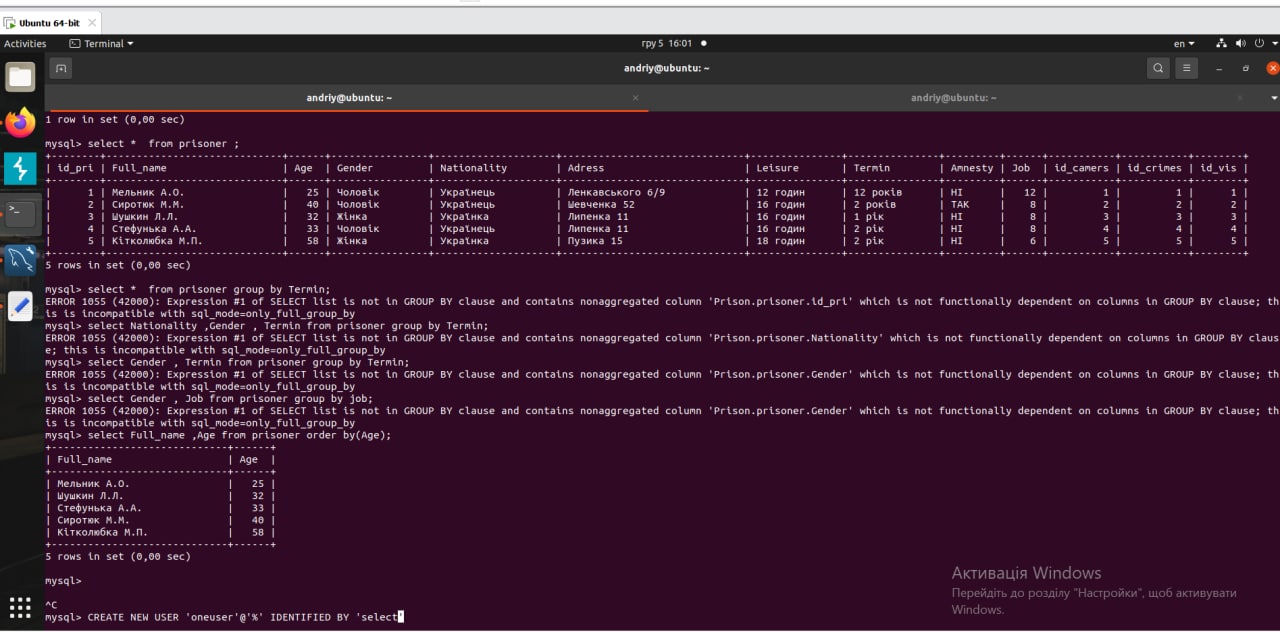 Ubuntu 64-bit
Activities Terminal гру 5 16:01 en
andriy@ubuntu: ~
andriy@ubuntu: ~ andriy@ubuntu: ~
1 row in set (0,00 sec)
mysql> select *  from prisoner ;
| id_pri | Full_name | Age | Gender | Nationality | Adress | Leisure | Termin | Amnesty | Job | id_camers | id_crimes | id_vis |
| 1 | Мельник А.О. | 25 | Чоловік | Українець | Ленкавського 6/9 | 12 годин | 12 років | НІ | 12 | 1 | 1 | 1 |
| 2 | Сиротюк М.М. | 40 | Чоловік | Українець | Шевченка 52 | 16 годин | 2 років | ТАК | 8 | 2 | 2 | 2 |
| 3 | Шушкин Л.Л. | 32 | Жінка | Українка | Липенка 11 | 16 годин | 1 рік | НІ | 8 | 3 | 3 | 3 |
| 4 | Стефунька А.А. | 33 | Чоловік | Українець | Липенка 11 | 16 годин | 2 рік | НІ | 8 | 4 | 4 | 4 |
| 5 | Кітколюбка М.П. | 58 | Жінка | Українка | Пузика 15 | 18 годин | 2 рік | НІ | 6 | 5 | 5 | 5 |
5 rows in set (0,00 sec)
mysql> select *  from prisoner group by Termin;
ERROR 1055 (42000): Expression #1 of SELECT list is not in GROUP BY clause and contains nonaggregated column 'Prison.prisoner.id_pri' which is not functionally dependent on columns in GROUP BY clause; th
is is incompatible with sql_mode=only_full_group_by
mysql> select Nationality ,Gender , Termin from prisoner group by Termin;
ERROR 1055 (42000): Expression #1 of SELECT list is not in GROUP BY clause and contains nonaggregated column 'Prison.prisoner.Nationality' which is not functionally dependent on columns in GROUP BY claus
e; this is incompatible with sql_mode=only_full_group_by
mysql> select Gender , Termin from prisoner group by Termin;
ERROR 1055 (42000): Expression #1 of SELECT list is not in GROUP BY clause and contains nonaggregated column 'Prison.prisoner.Gender' which is not functionally dependent on columns in GROUP BY clause; th
is is incompatible with sql_mode=only_full_group_by
mysql> select Gender , Job from prisoner group by job;
ERROR 1055 (42000): Expression #1 of SELECT list is not in GROUP BY clause and contains nonaggregated column 'Prison.prisoner.Gender' which is not functionally dependent on columns in GROUP BY clause; th
is is incompatible with sql_mode=only_full_group_by
mysql> select Full_name ,Age from prisoner order by(Age);
| Full_name | Age |
| Мельник А.О. | 25 |
| Шушкин Л.Л. | 32 |
| Стефунька А.А. | 33 |
| Сиротюк М.М. | 40 |
| Кітколюбка М.П. | 58 |
5 rows in set (0,00 sec)
mysql>
^C
mysql> CREATE NEW USER 'oneuser'@'%' IDENTIFIED BY 'select'
Активація Windows
Перейдіть до розділу "Настройки", щоб активувати
Windows.